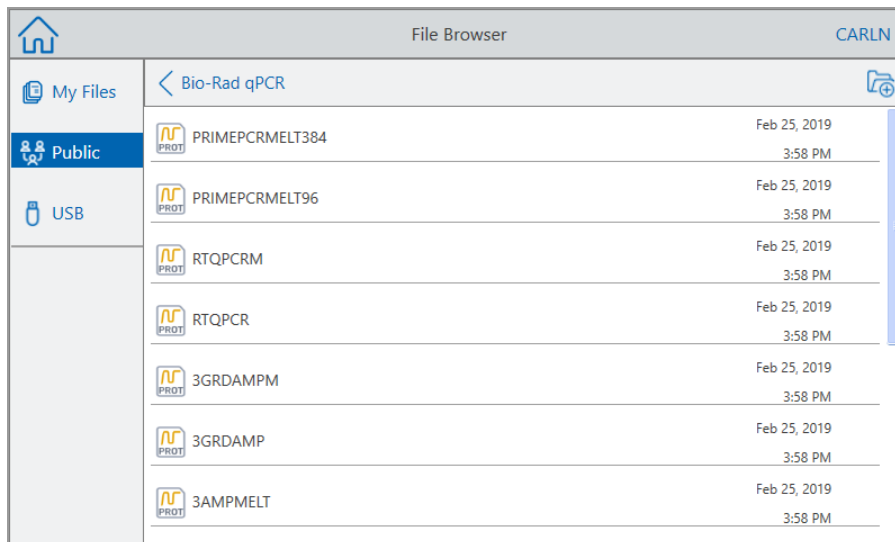 File Browser
CARLN
My Files
Public
USB
Bio-Rad qPCR
PROT
PRIMEPCRMELT384
Feb 25, 2019
3:58 PM
PROT
PRIMEPCRMELT96
Feb 25, 2019
3:58 PM
PROT
RTQPCRM
Feb 25, 2019
3:58 PM
PROT
RTQPCR
Feb 25, 2019
3:58 PM
PROT
3GRDAMPM
Feb 25, 2019
3:58 PM
PROT
3GRDAMP
Feb 25, 2019
3:58 PM
PROT
3AMPMELT
Feb 25, 2019
3:58 PM